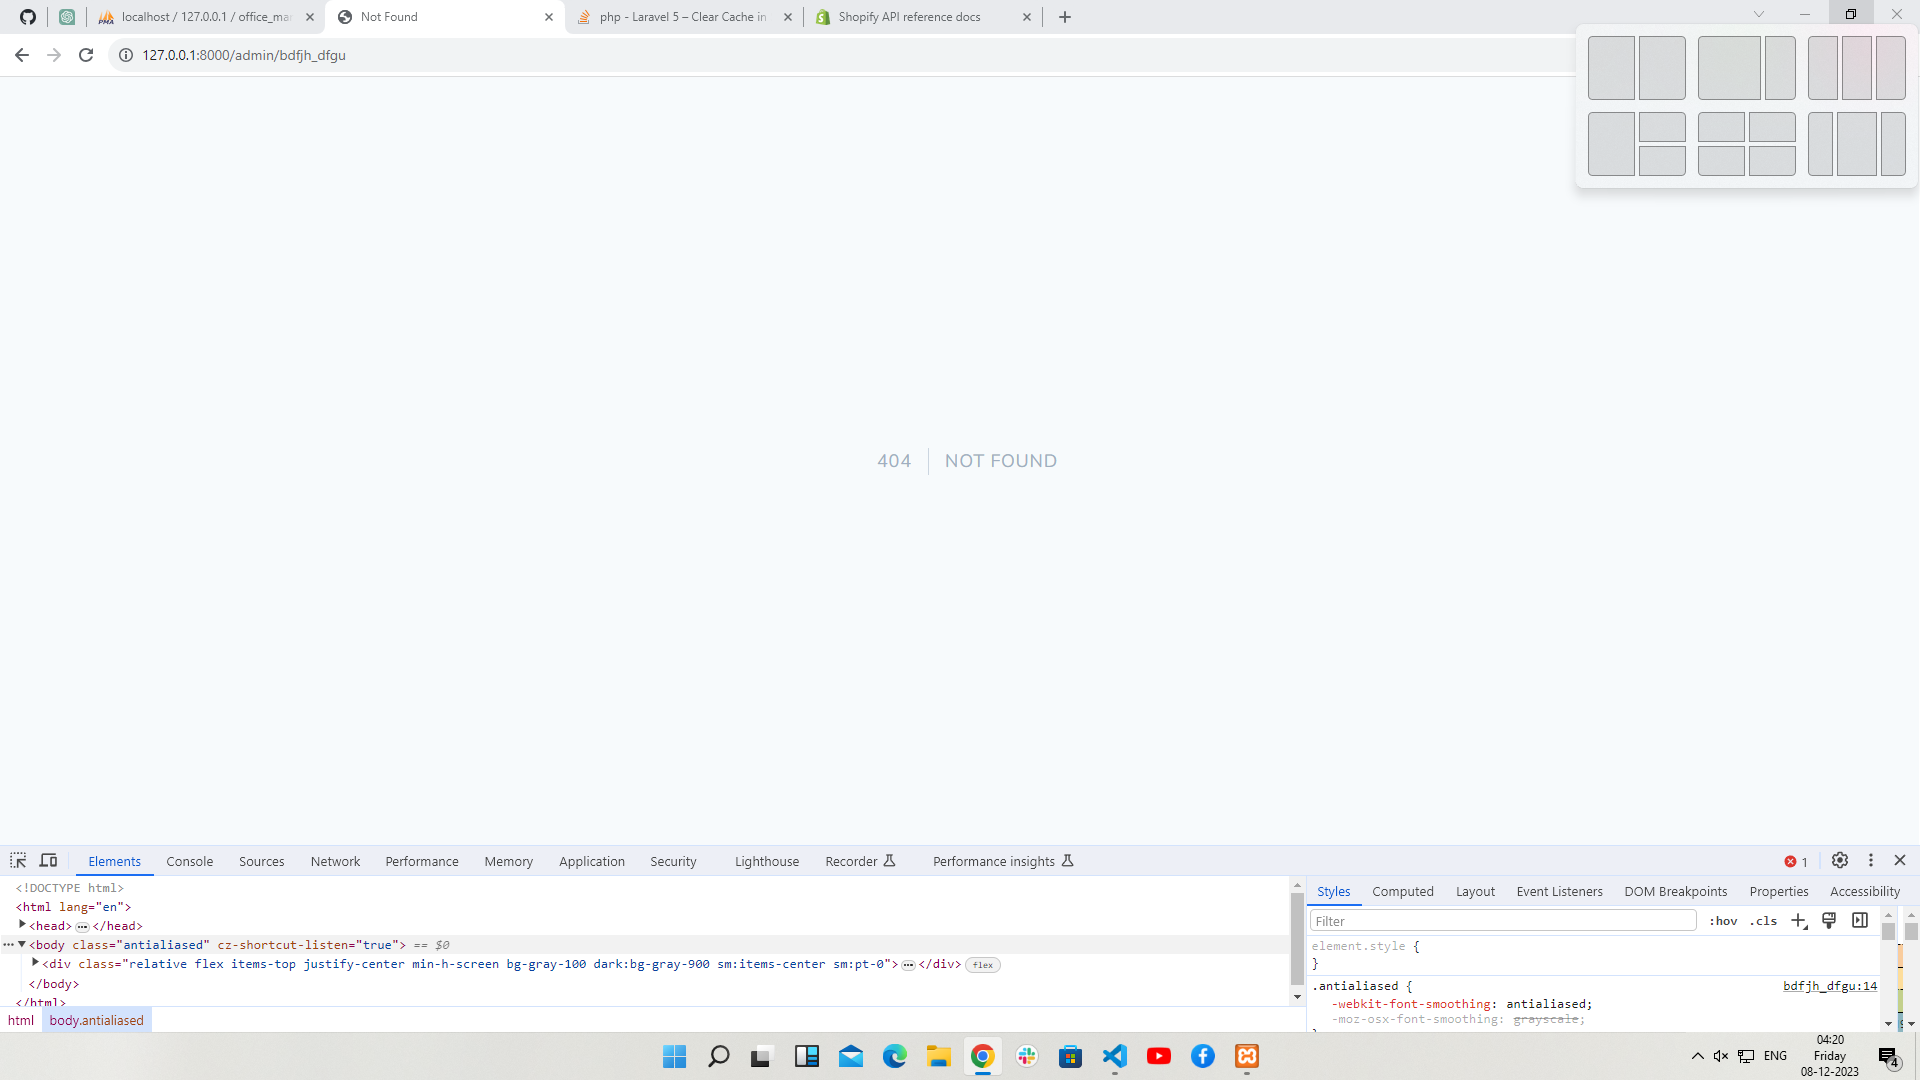 localhost / 127.0.0.1 / office_ma
Not Found
php - Laravel 5 – Clear Cache in
Shopify API reference docs
127.0.0.1:8000/admin/bdfjh_dfgu
404
NOT FOUND
Elements
Console
Sources
Network
Performance
Memory
Application
Security
Lighthouse
Recorder
Performance insights
1
<!DOCTYPE html>
<html lang="en">
<head> ••• </head>
••• <body class="antialiased" cz-shortcut-listen="true"> == $0
<div class="relative flex items-top justify-center min-h-screen bg-gray-100 dark:bg-gray-900 sm:items-center sm:pt-0"> ••• </div> flex
</body>
</html>
html
body.antialiased
Styles
Computed
Layout
Event Listeners
DOM Breakpoints
Properties
Accessibility
Filter
:hov
.cls
element.style {
}
.antialiased {
bdfjh_dfgu:14
-webkit-font-smoothing: antialiased;
-moz-osx-font-smoothing: grayscale;
ENG
04:20
Friday
08-12-2023
4